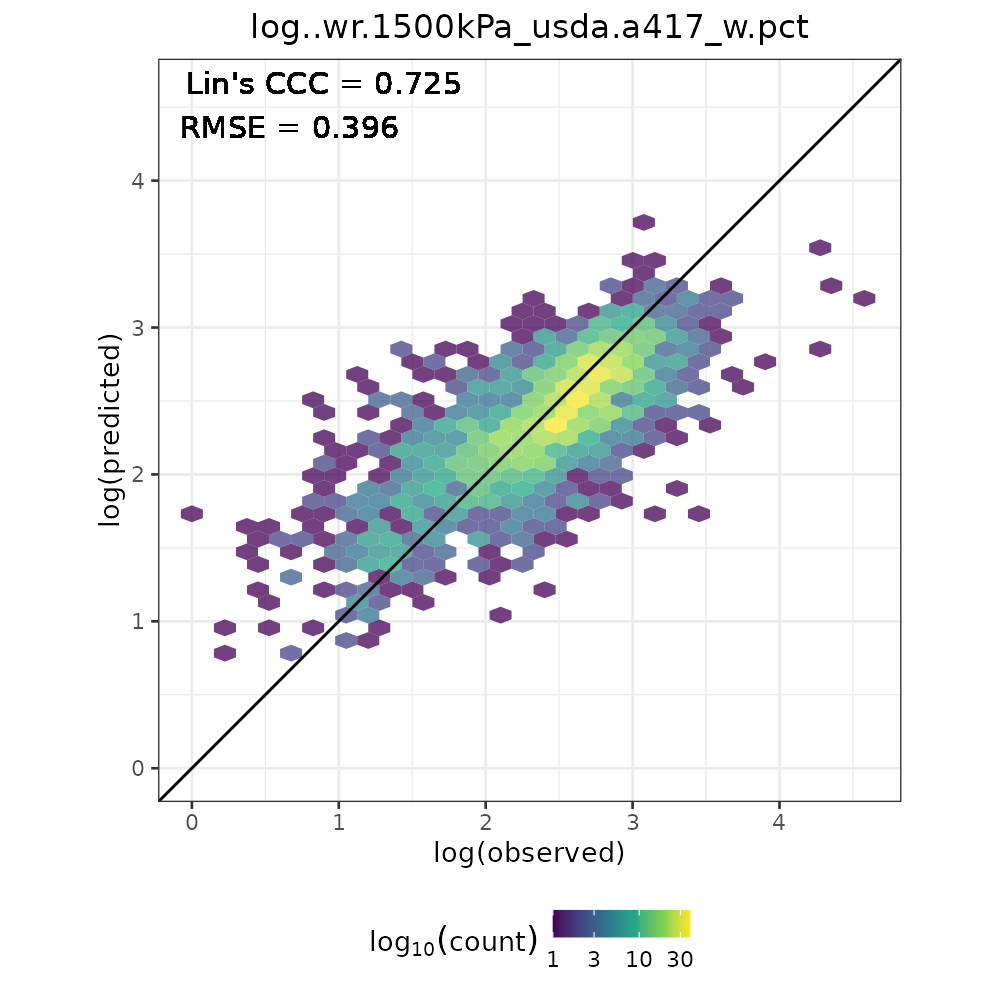 log..wr.1500kPa_usda.a417_w.pct
Lin's CCC = 0.725
RMSE = 0.396
4
3
2
1
0
log(predicted)
0 1 2 3 4
log(observed)
log10(count)
1 3 10 30